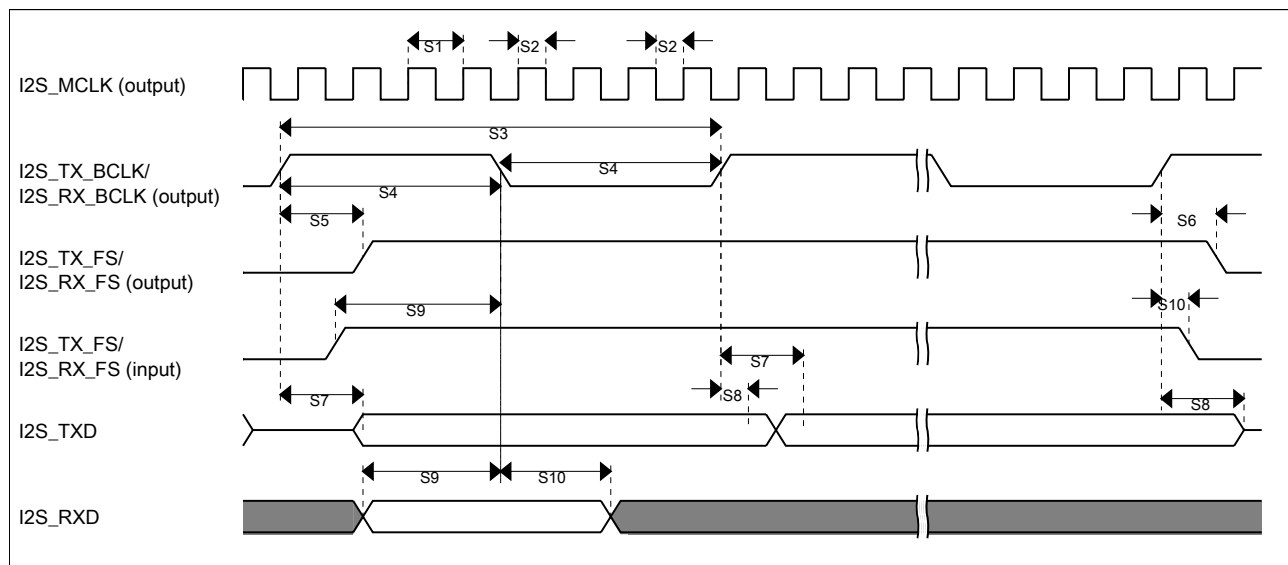 S1
S2
S2
I2S_MCLK (output)
S3
I2S_TX_BCLK/
I2S_RX_BCLK (output)
S4
S4
S5
S6
I2S_TX_FS/
I2S_RX_FS (output)
S9
S10
I2S_TX_FS/
I2S_RX_FS (input)
S7
S7
S8
S8
I2S_TXD
S9
S10
I2S_RXD